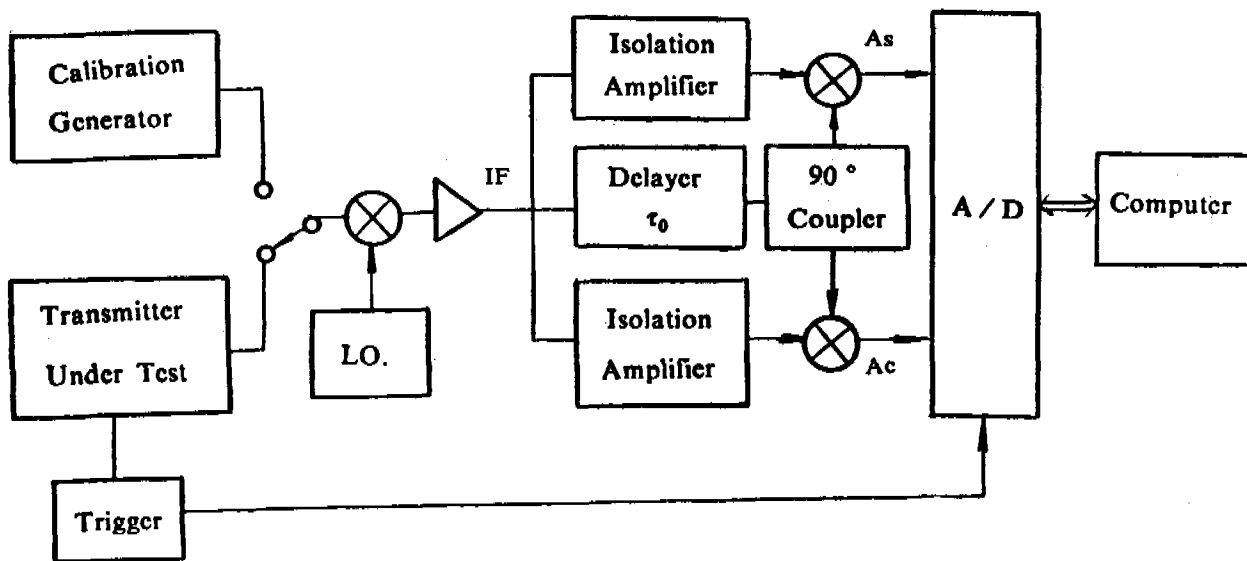 Calibration
Generator
Transmitter
Under Test
Trigger
LO.
IF
Isolation
Amplifier
Delayer
τ₀
Isolation
Amplifier
90°
Coupler
As
Ac
A/D
Computer